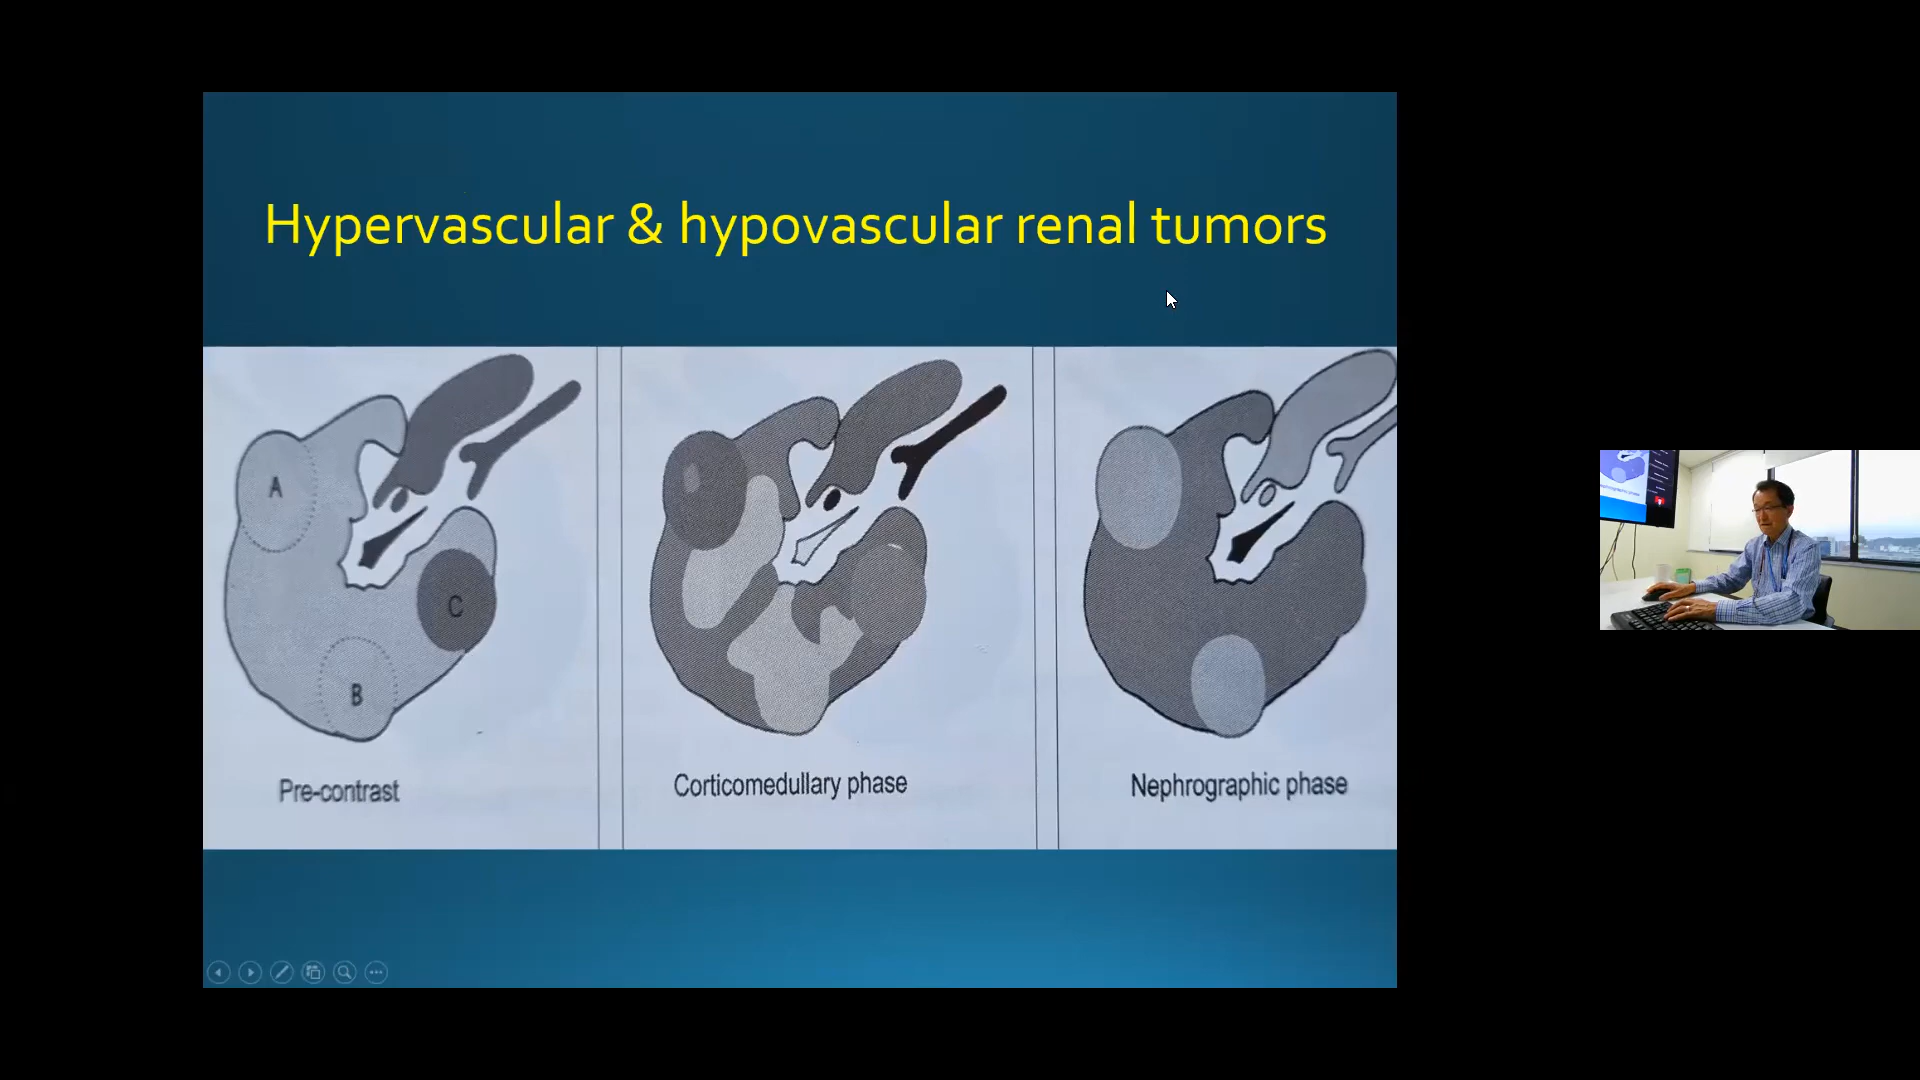 Hypervascular & hypovascular renal tumors
A
C
B
Pre-contrast
Corticomedullary phase
Nephrographic phase